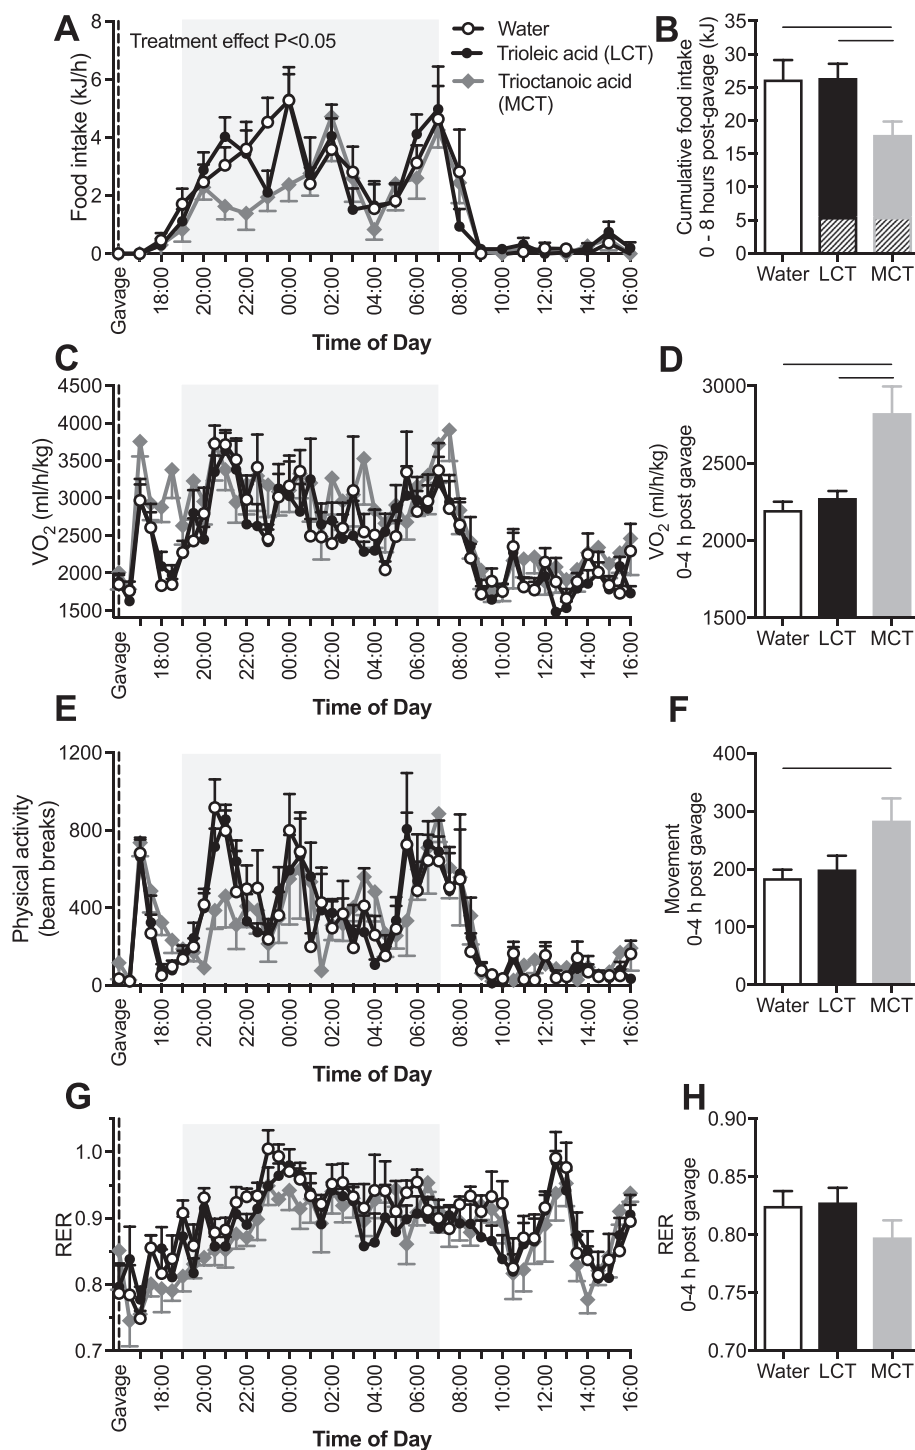 A
Food intake (kJ/h)
8
6
4
2
0
Treatment effect P<0.05
Water
Trioleic acid (LCT)
Trioctanoic acid
(MCT)
Gavage
18:00
20:00
22:00
00:00
02:00
04:00
06:00
08:00
10:00
12:00
14:00
16:00
Time of Day
B
Cumulative food intake
0 - 8 hours post-gavage (kJ)
35
30
25
20
15
10
5
0
Water
LCT
MCT
C
VO2 (ml/h/kg)
4500
4000
3500
3000
2500
2000
1500
Gavage
18:00
20:00
22:00
00:00
02:00
04:00
06:00
08:00
10:00
12:00
14:00
16:00
Time of Day
D
VO2 (ml/h/kg)
0-4 h post gavage
3000
2500
2000
1500
Water
LCT
MCT
E
Physical activity
(beam breaks)
1200
800
400
0
Gavage
18:00
20:00
22:00
00:00
02:00
04:00
06:00
08:00
10:00
12:00
14:00
16:00
Time of Day
F
Movement
0-4 h post gavage
400
300
200
100
0
Water
LCT
MCT
G
RER
1.0
0.9
0.8
0.7
Gavage
18:00
20:00
22:00
00:00
02:00
04:00
06:00
08:00
10:00
12:00
14:00
16:00
Time of Day
H
RER
0-4 h post gavage
0.90
0.85
0.80
0.75
0.70
Water
LCT
MCT